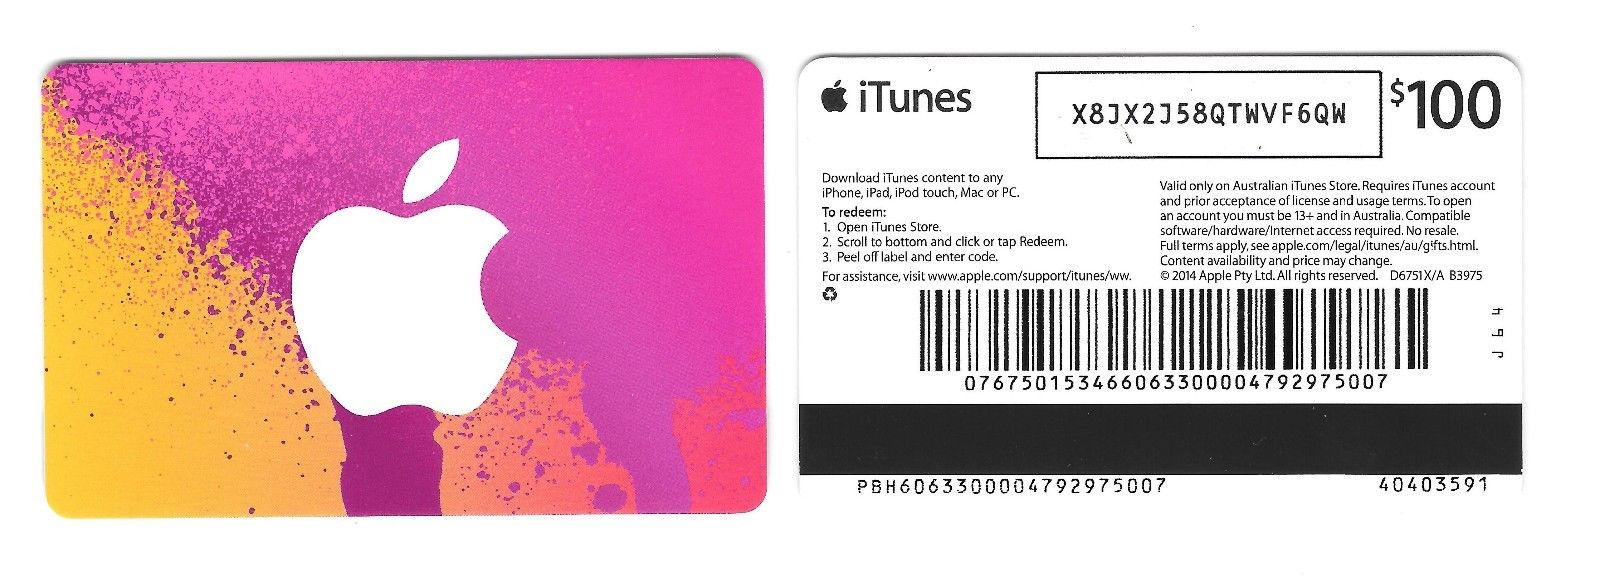 iTunes
X8JX2J58QTWVF6QW
$100
Download iTunes content to any
iPhone, iPad, iPod touch, Mac or PC.
To redeem:
1. Open iTunes Store.
2. Scroll to bottom and click or tap Redeem.
3. Peel off label and enter code.
For assistance, visit www.apple.com/support/itunes/ww.
Valid only on Australian iTunes Store. Requires iTunes account
and prior acceptance of license and usage terms. To open
an account you must be 13+ and in Australia. Compatible
software/hardware/Internet access required. No resale.
Full terms apply, see apple.com/legal/itunes/au/gifts.html.
Content availability and price may change.
© 2014 Apple Pty Ltd. All rights reserved. D6751X/A B3975
076750153466063300004792975007
PBH6063300004792975007
40403591